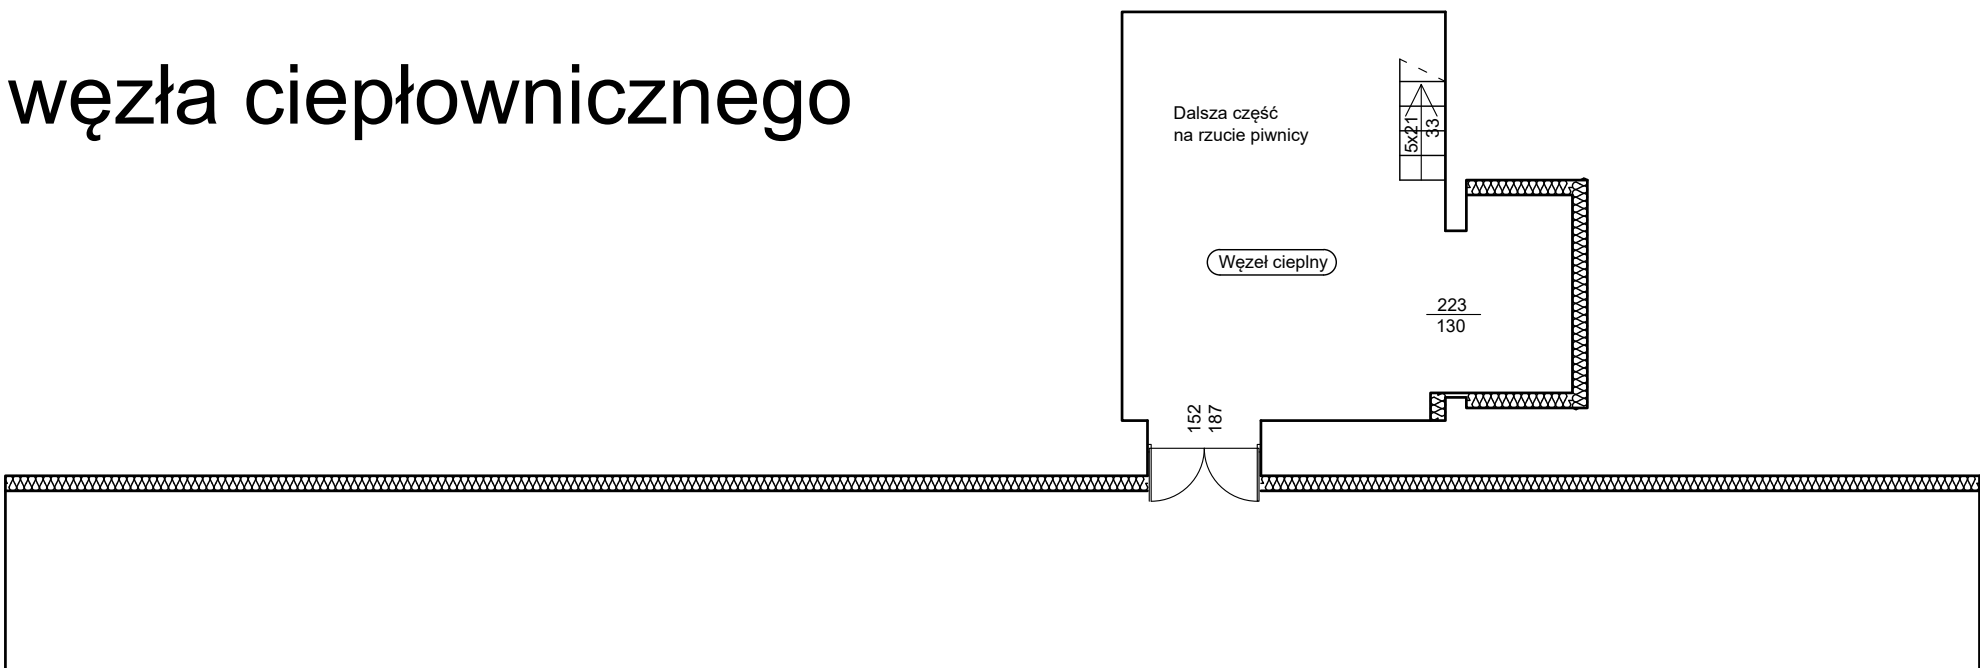 węzła ciepłowniczego
Dalsza część
na rzucie piwnicy
5x21
33
Węzeł cieplny
223
130
152
187